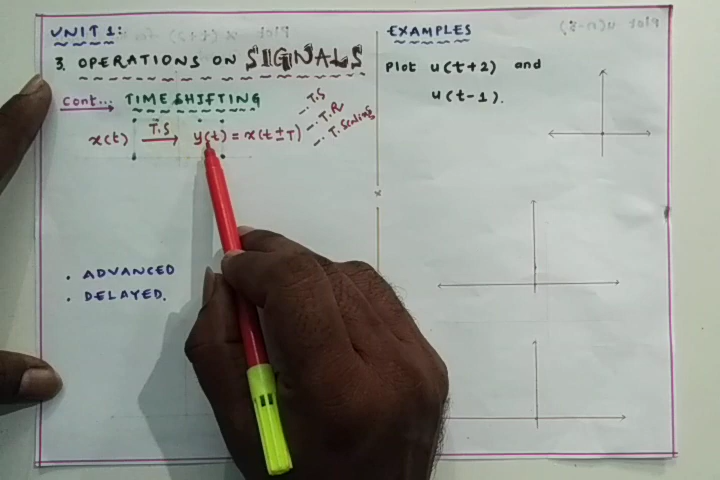 UNIT 1:
3. OPERATIONS ON SIGNALS
cont... TIME SHIFTING
- T.S
- T.R
- T. Scaling
x(t) T.S → y(t) = x(t ± T)
. ADVANCED
. DELAYED.
EXAMPLES
Plot u(t+2) and
u(t-1).
x